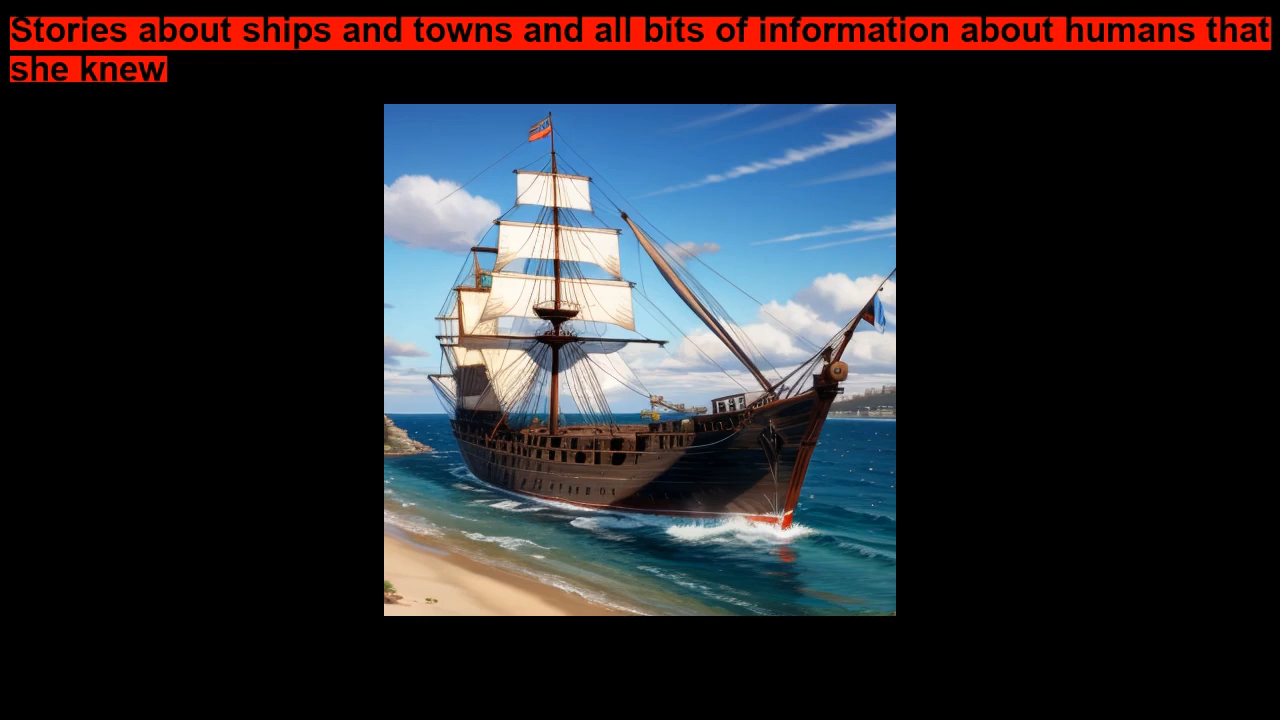 Stories about ships and towns and all bits of information about humans that
she knew